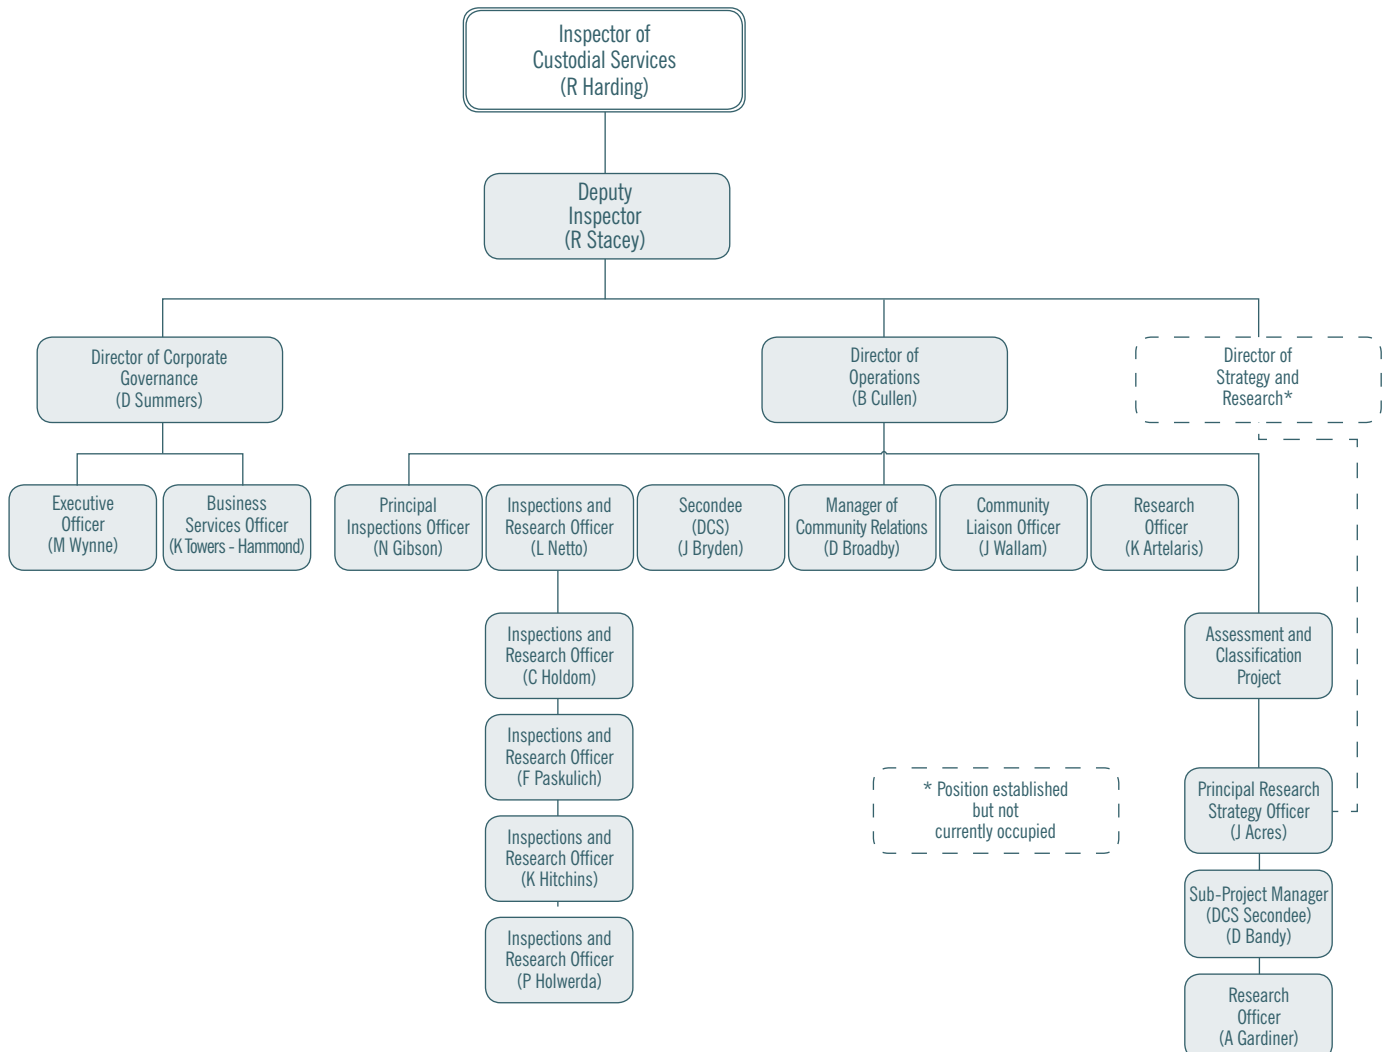 Inspector of
Custodial Services
(R Harding)
Deputy
Inspector
(R Stacey)
Director of Corporate
Governance
(D Summers)
Director of
Operations
(B Cullen)
Director of
Strategy and
Research*
Executive
Officer
(M Wynne)
Business
Services Officer
(K Towers - Hammond)
Principal
Inspections Officer
(N Gibson)
Inspections and
Research Officer
(L Netto)
Secondee
(DCS)
(J Bryden)
Manager of
Community Relations
(D Broadby)
Community
Liaison Officer
(J Wallam)
Research
Officer
(K Artelaris)
Inspections and
Research Officer
(C Holdom)
Inspections and
Research Officer
(F Paskulich)
Inspections and
Research Officer
(K Hitchins)
Inspections and
Research Officer
(P Holwerda)
Assessment and
Classification
Project
* Position established
but not
currently occupied
Principal Research
Strategy Officer
(J Acres)
Sub-Project Manager
(DCS Secondee)
(D Bandy)
Research
Officer
(A Gardiner)